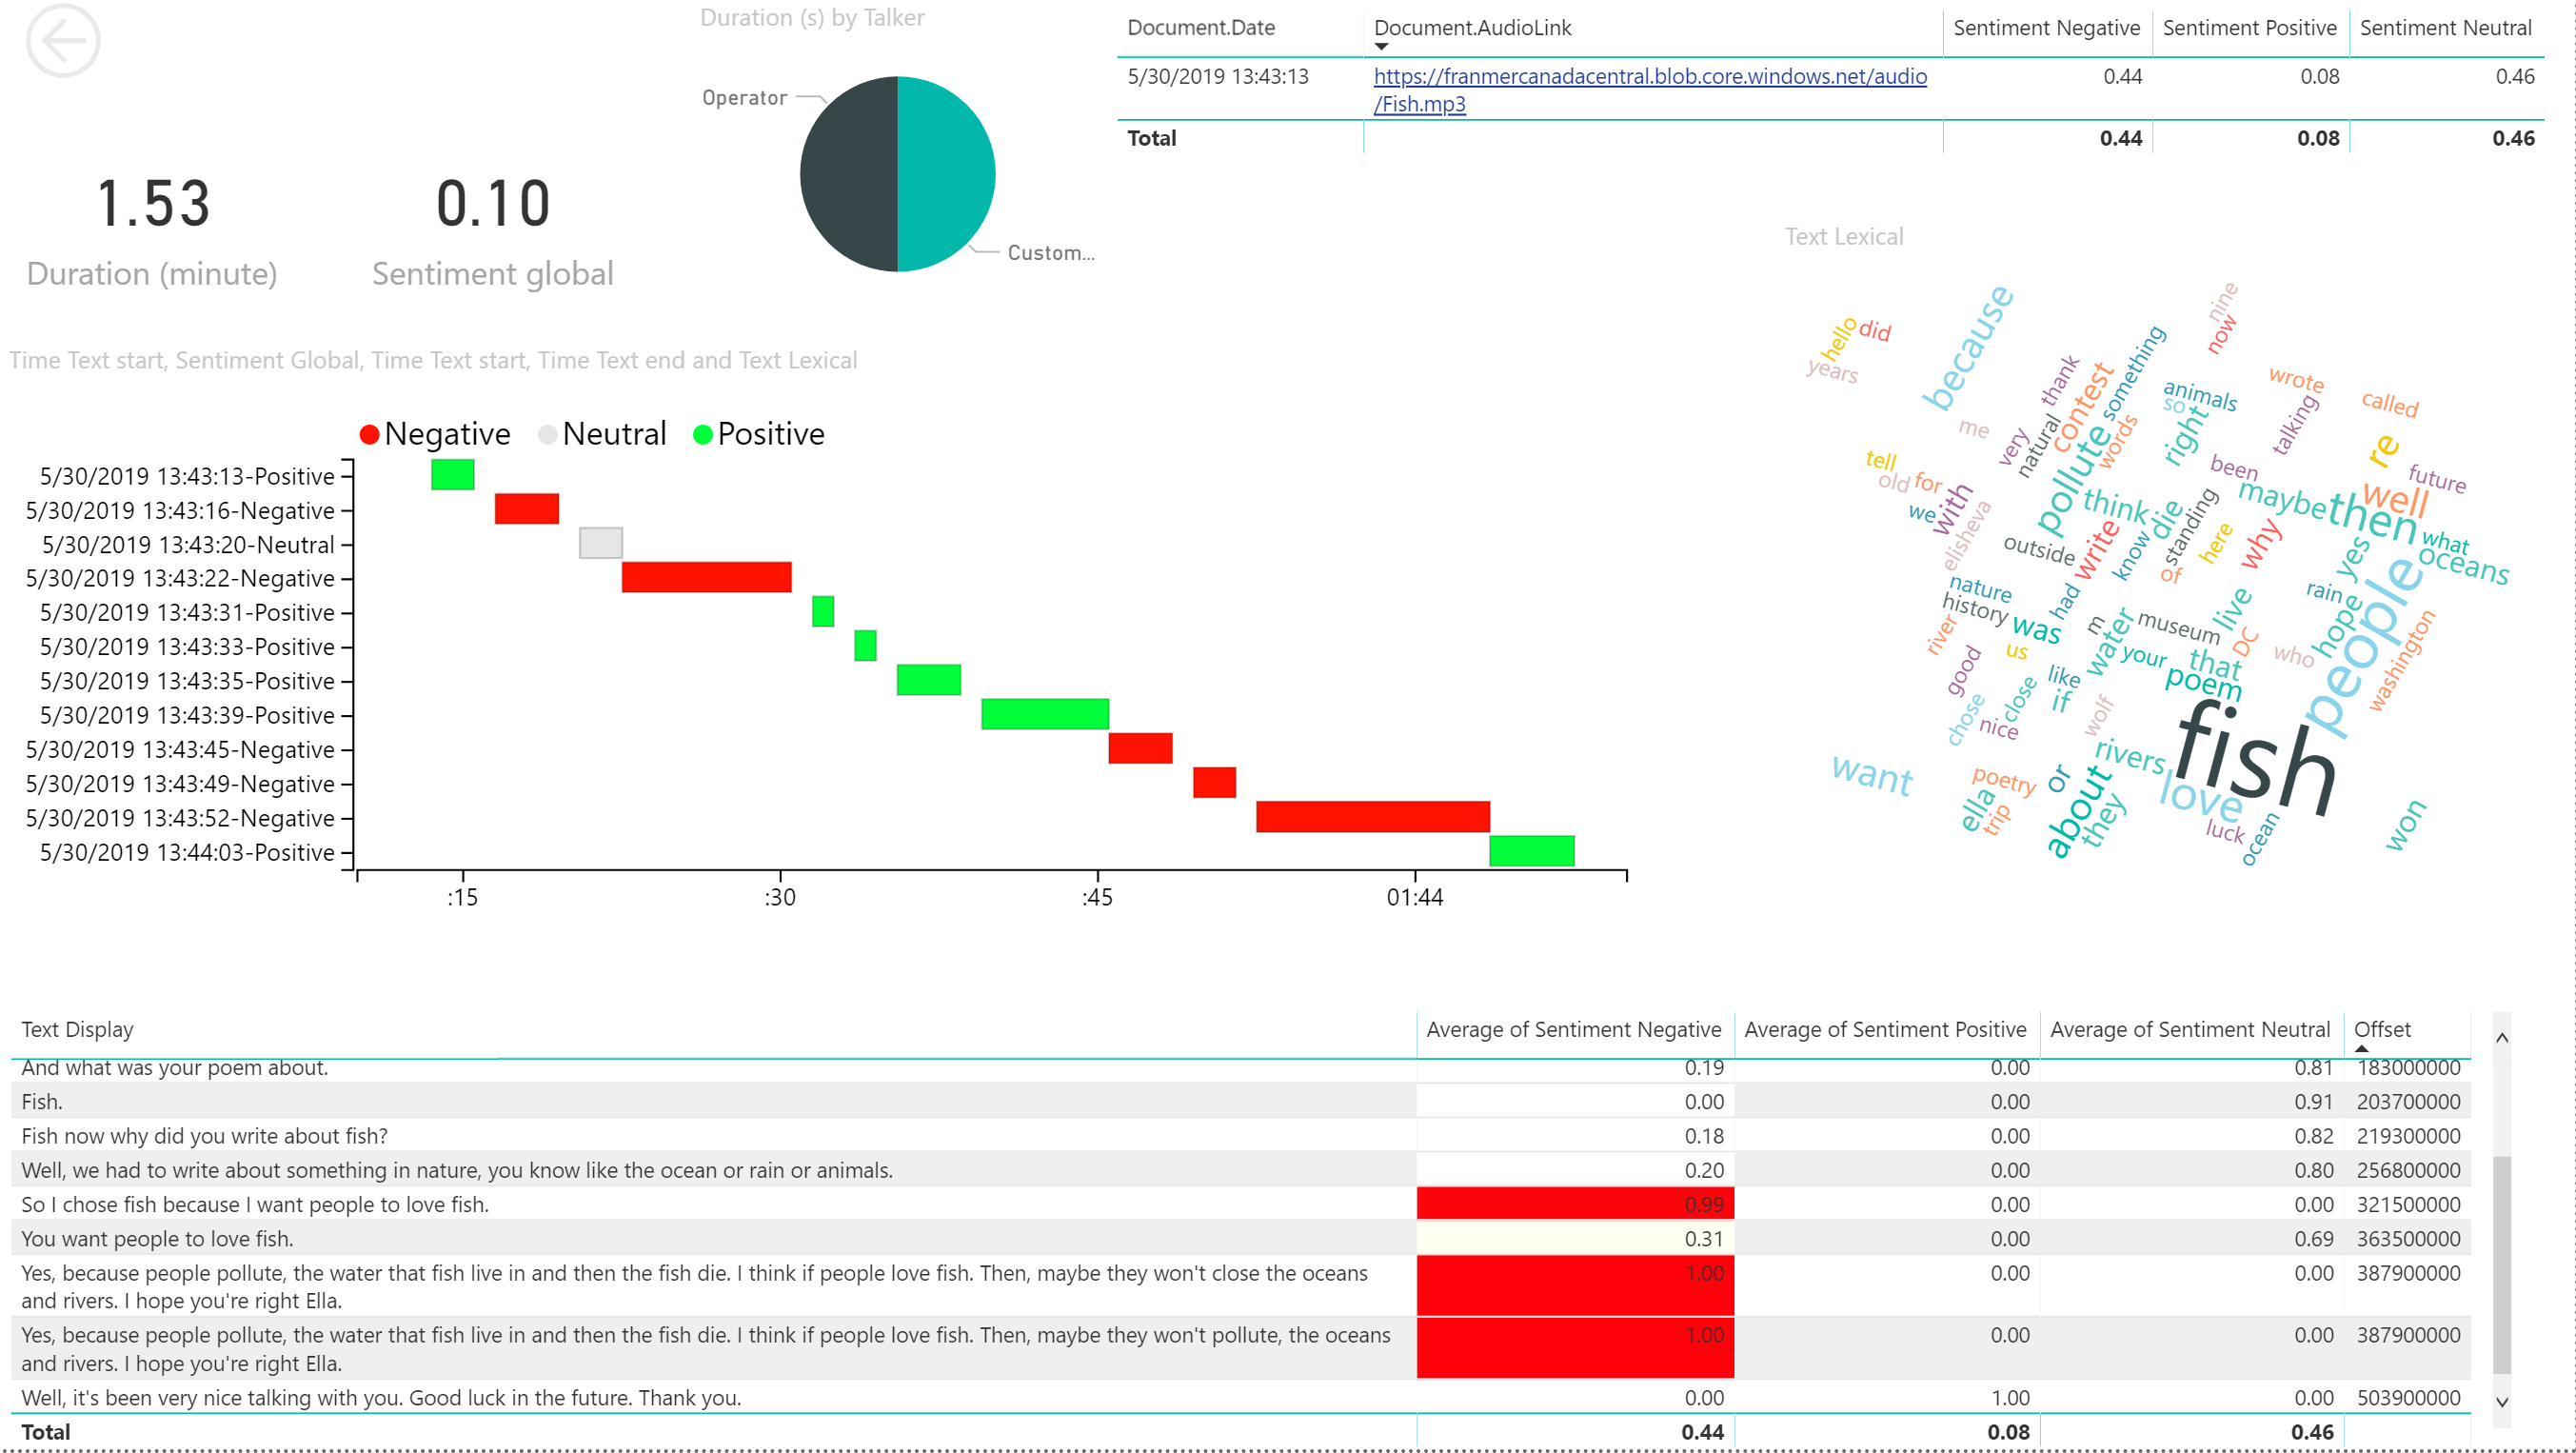 Duration (s) by Talker
Operator
Custom...
1.53
Duration (minute)
0.10
Sentiment global
Document.Date Document.AudioLink Sentiment Negative Sentiment Positive Sentiment Neutral
5/30/2019 13:43:13 https://franmercanadacentral.blob.core.windows.net/audio 0.44 0.08 0.46
/Fish.mp3
Total 0.44 0.08 0.46
Time Text start, Sentiment Global, Time Text start, Time Text end and Text Lexical
Negative Neutral Positive
5/30/2019 13:43:13-Positive
5/30/2019 13:43:16-Negative
5/30/2019 13:43:20-Neutral
5/30/2019 13:43:22-Negative
5/30/2019 13:43:31-Positive
5/30/2019 13:43:33-Positive
5/30/2019 13:43:35-Positive
5/30/2019 13:43:39-Positive
5/30/2019 13:43:45-Negative
5/30/2019 13:43:49-Negative
5/30/2019 13:43:52-Negative
5/30/2019 13:44:03-Positive
:15 :30 :45 01:44
Text Lexical
nine
now
because
hello
did
years
thank
contest
something
animals
so
wrote
called
talking
me
very
natural
pollute
words
right
re
tell
been
future
old
for
we
with
think
die
standing
maybe
well
then
what
elisheva
outside
write
know
here
why
yes
oceans
of
nature
history
had
live
rain
hope
people
river
was
m
water
museum
DC
us
your
that
who
washington
good
like
poem
close
if
chose
nice
wolf
fish
want
rivers
poetry
or
love
ella
trip
about
they
luck
ocean
won
Text Display Average of Sentiment Negative Average of Sentiment Positive Average of Sentiment Neutral Offset
And what was your poem about. 0.19 0.00 0.81 183000000
Fish. 0.00 0.00 0.91 203700000
Fish now why did you write about fish? 0.18 0.00 0.82 219300000
Well, we had to write about something in nature, you know like the ocean or rain or animals. 0.20 0.00 0.80 256800000
So I chose fish because I want people to love fish. 0.99 0.00 0.00 321500000
You want people to love fish. 0.31 0.00 0.69 363500000
Yes, because people pollute, the water that fish live in and then the fish die. I think if people love fish. Then, maybe they won't close the oceans 1.00 0.00 0.00 387900000
and rivers. I hope you're right Ella.
Yes, because people pollute, the water that fish live in and then the fish die. I think if people love fish. Then, maybe they won't pollute, the oceans 1.00 0.00 0.00 387900000
and rivers. I hope you're right Ella.
Well, it's been very nice talking with you. Good luck in the future. Thank you. 0.00 1.00 0.00 503900000
Total 0.44 0.08 0.46